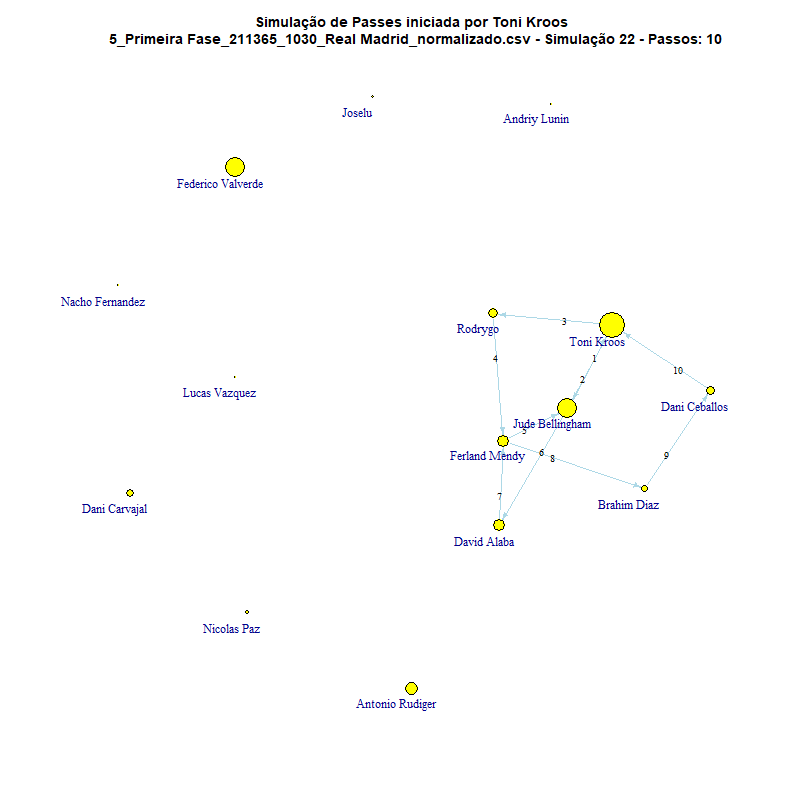 Simulação de Passes iniciada por Toni Kroos
5_Primeira Fase_211365_1030_Real Madrid_normalizado.csv - Simulação 22 - Passos: 10
Joselu
Andriy Lunin
Federico Valverde
Nacho Fernandez
3
Rodrygo
Toni Kroos
4
1
10
Lucas Vazquez
2
Dani Ceballos
Jude Bellingham
5
Ferland Mendy
6
8
9
Dani Carvajal
7
Brahim Diaz
David Alaba
Nicolas Paz
Antonio Rudiger